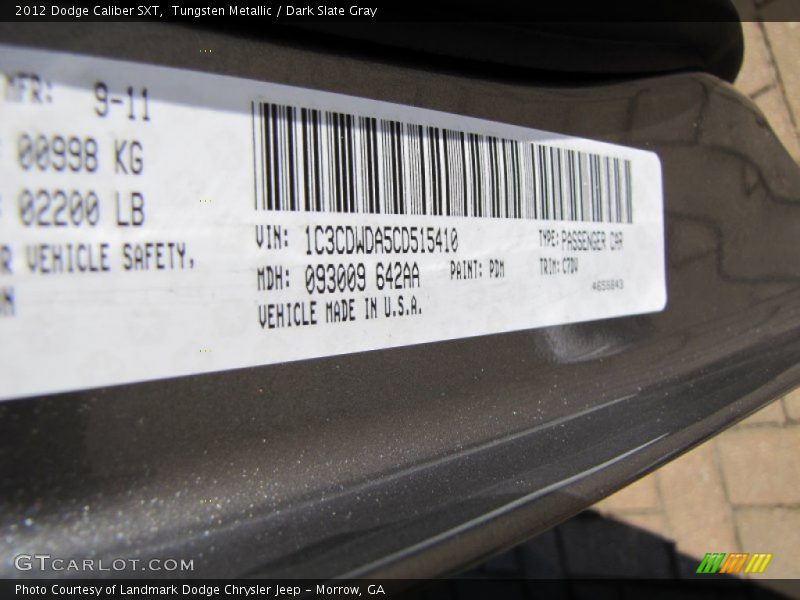 2012 Dodge Caliber SXT,  Tungsten Metallic / Dark Slate Gray
MFR: 9-11
00998 KG
02200 LB
R VEHICLE SAFETY,
VIN: 1C3CDWDA5CD515410
TYPE: PASSENGER CAR
MDH: 093009 642AA
PAINT: PDM
TRIM: C7DV
VEHICLE MADE IN U.S.A.
4658843
GTCARLOT.COM
Photo Courtesy of Landmark Dodge Chrysler Jeep - Morrow, GA